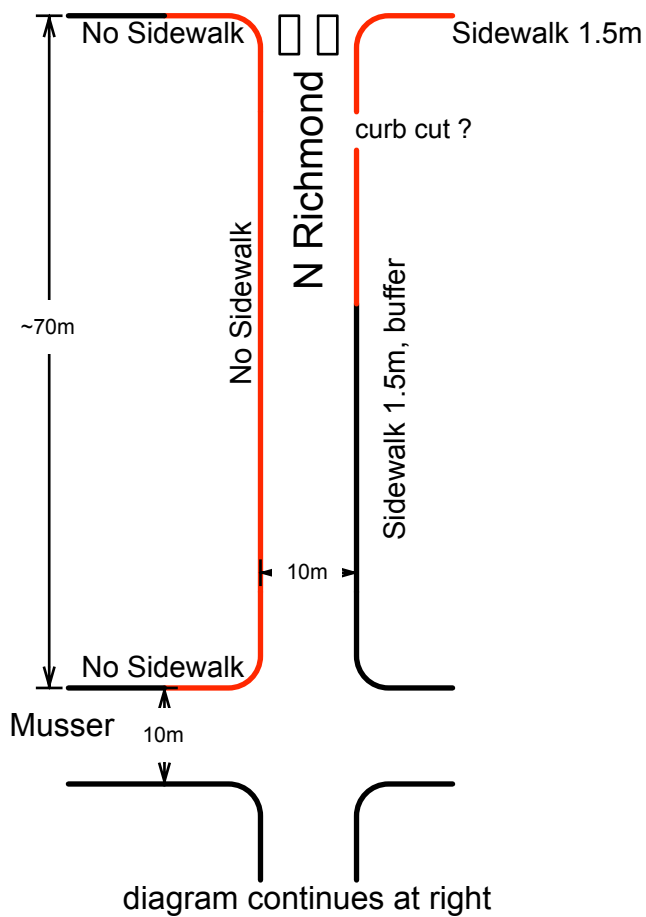 No Sidewalk
Sidewalk 1.5m
N Richmond
curb cut ?
No Sidewalk
~70m
Sidewalk 1.5m, buffer
10m
No Sidewalk
Musser
10m
diagram continues at right